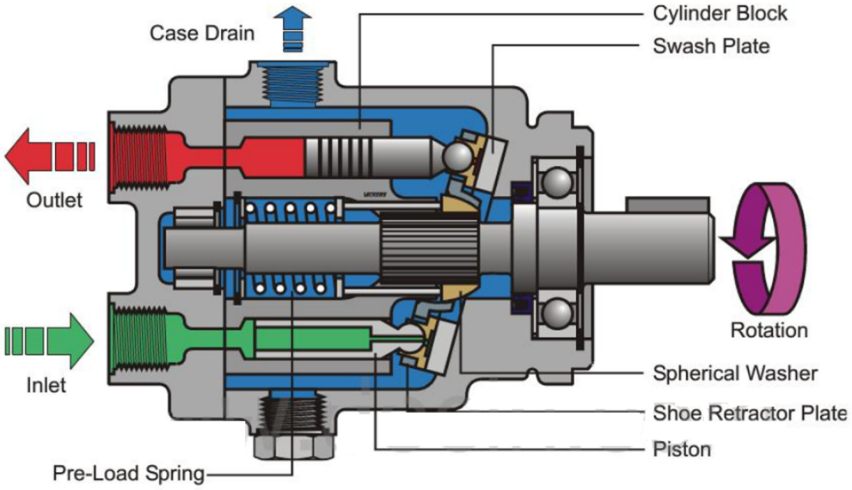 Cylinder Block
Case Drain
Swash Plate
Outlet
Rotation
Inlet
Spherical Washer
Shoe Retractor Plate
Piston
Pre-Load Spring